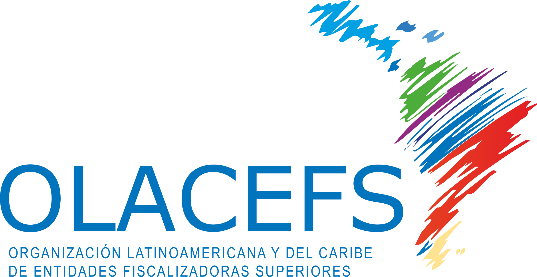 OLACEFS
ORGANIZACIÓN LATINOAMERICANA Y DEL CARIBE
DE ENTIDADES FISCALIZADORAS SUPERIORES